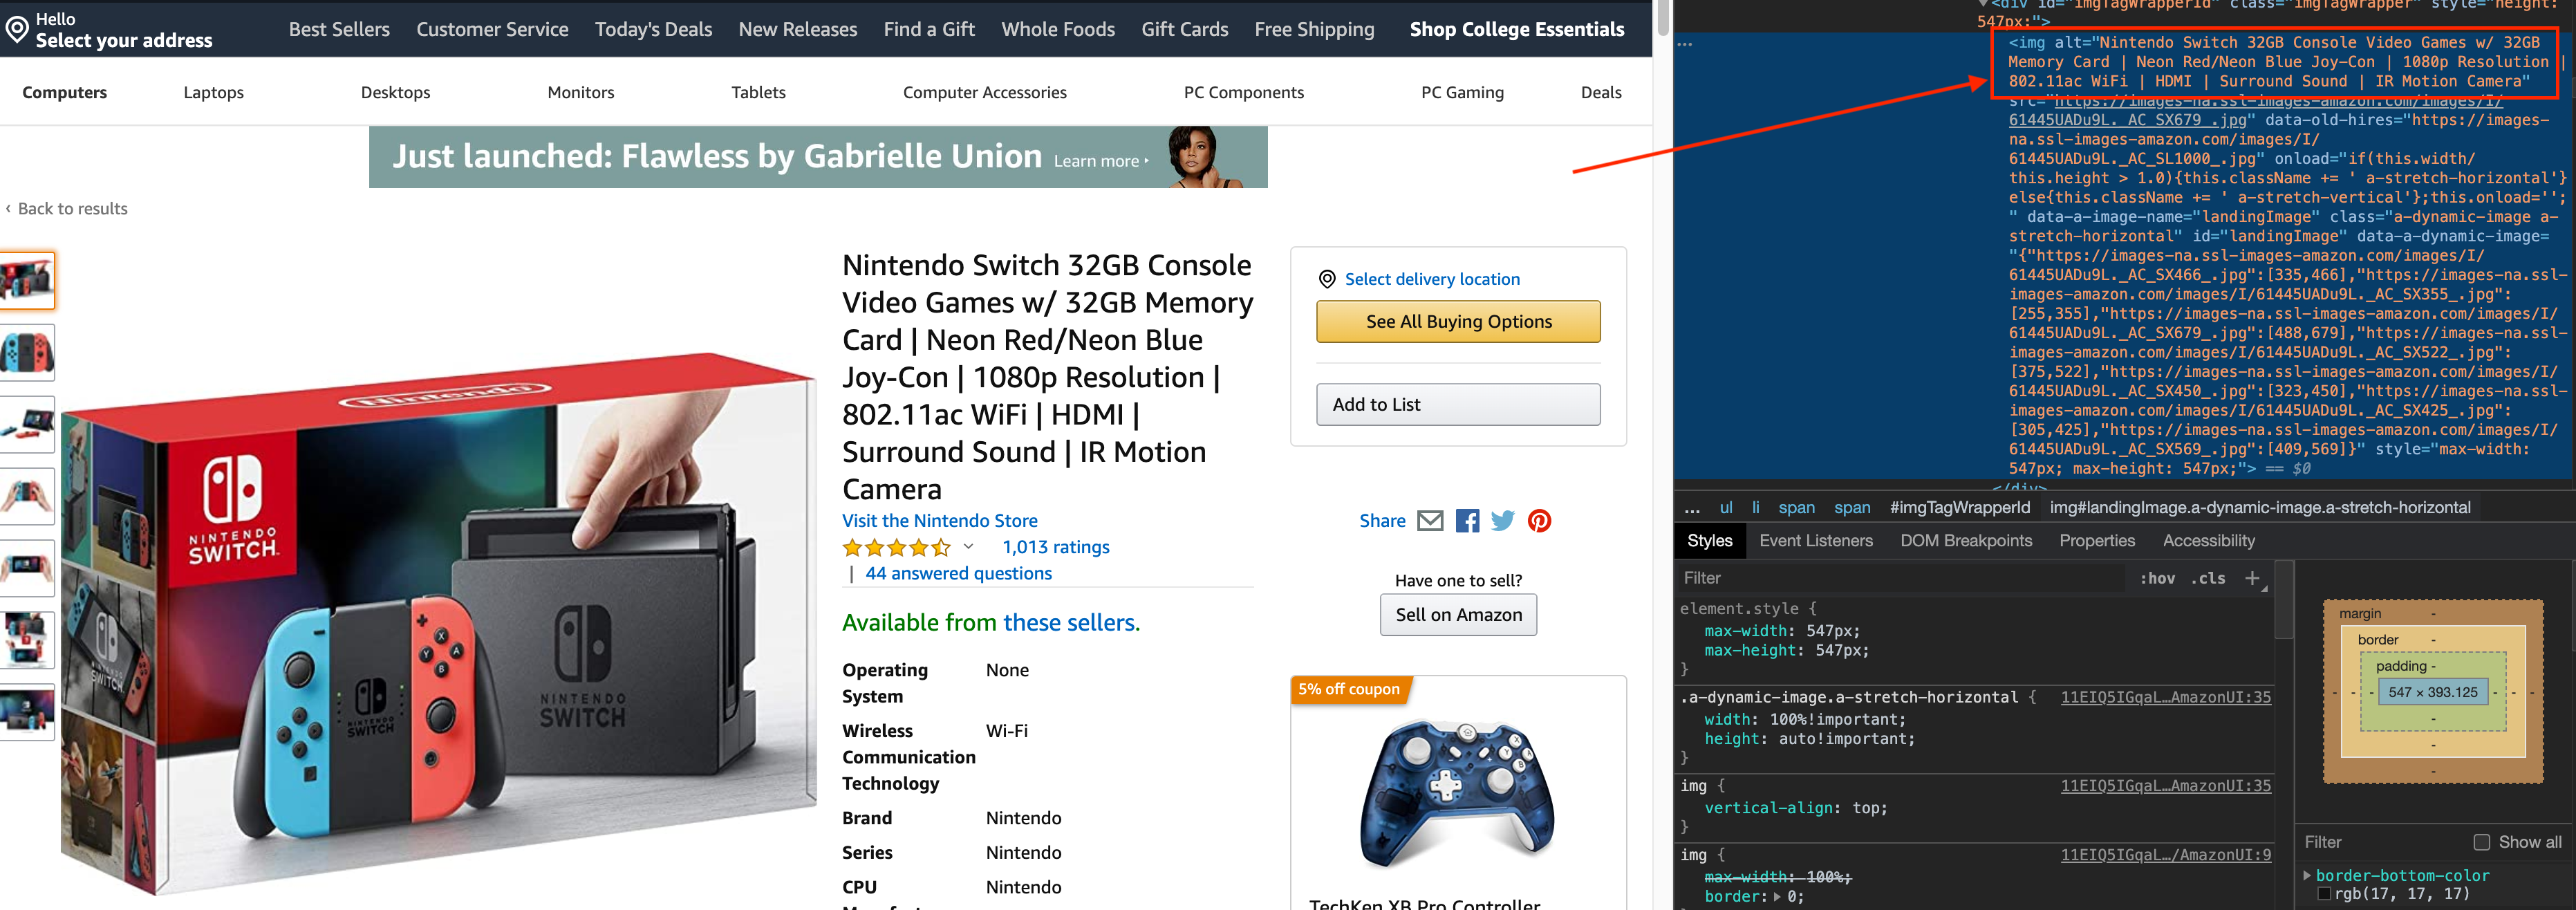 Hello
Select your address
Best Sellers
Customer Service
Today's Deals
New Releases
Find a Gift
Whole Foods
Gift Cards
Free Shipping
Shop College Essentials
Computers
Laptops
Desktops
Monitors
Tablets
Computer Accessories
PC Components
PC Gaming
Deals
Just launched: Flawless by Gabrielle Union
Learn more ▸
‹ Back to results
Nintendo
NINTENDO
SWITCH
NINTENDO
SWITCH
NINTENDO
SWITCH
SWITCH
Nintendo Switch 32GB Console
Video Games w/ 32GB Memory
Card | Neon Red/Neon Blue
Joy-Con | 1080p Resolution |
802.11ac WiFi | HDMI |
Surround Sound | IR Motion
Camera
Visit the Nintendo Store
1,013 ratings
| 44 answered questions
Available from these sellers.
Operating
System
None
Wireless
Communication
Technology
Wi-Fi
Brand
Nintendo
Series
Nintendo
CPU
Nintendo
Select delivery location
See All Buying Options
Add to List
Share
Have one to sell?
Sell on Amazon
5% off coupon
TechKen XB Pro Controller
<div id="imgTagWrapperId" class="imgTagWrapper" style="height:
547px;">
<img alt="Nintendo Switch 32GB Console Video Games w/ 32GB
Memory Card | Neon Red/Neon Blue Joy-Con | 1080p Resolution |
802.11ac WiFi | HDMI | Surround Sound | IR Motion Camera"
src="https://images-na.ssl-images-amazon.com/images/I/
61445UADu9L._AC_SX679_.jpg" data-old-hires="https://images-
na.ssl-images-amazon.com/images/I/
61445UADu9L._AC_SL1000_.jpg" onload="if(this.width/
this.height > 1.0){this.className += ' a-stretch-horizontal'}
else{this.className += ' a-stretch-vertical'};this.onload='';
" data-a-image-name="landingImage" class="a-dynamic-image a-
stretch-horizontal" id="landingImage" data-a-dynamic-image=
"{"https://images-na.ssl-images-amazon.com/images/I/
61445UADu9L._AC_SX466_.jpg":[335,466],"https://images-na.ssl-
images-amazon.com/images/I/61445UADu9L._AC_SX355_.jpg":
[255,355],"https://images-na.ssl-images-amazon.com/images/I/
61445UADu9L._AC_SX679_.jpg":[488,679],"https://images-na.ssl-
images-amazon.com/images/I/61445UADu9L._AC_SX522_.jpg":
[375,522],"https://images-na.ssl-images-amazon.com/images/I/
61445UADu9L._AC_SX450_.jpg":[323,450],"https://images-na.ssl-
images-amazon.com/images/I/61445UADu9L._AC_SX425_.jpg":
[305,425],"https://images-na.ssl-images-amazon.com/images/I/
61445UADu9L._AC_SX569_.jpg":[409,569]}" style="max-width:
547px; max-height: 547px;"> == $0
</div>
... ul li span span #imgTagWrapperId img#landingImage.a-dynamic-image.a-stretch-horizontal
Styles
Event Listeners
DOM Breakpoints
Properties
Accessibility
Filter
:hov .cls +
element.style {
max-width: 547px;
max-height: 547px;
}
.a-dynamic-image.a-stretch-horizontal {
11EIQ5IGqaL…AmazonUI:35
width: 100%!important;
height: auto!important;
}
img {
11EIQ5IGqaL…AmazonUI:35
vertical-align: top;
}
img {
11EIQ5IGqaL…/AmazonUI:9
max-width: 100%;
border: ▸ 0;
margin -
border -
padding -
547 × 393.125
Filter
Show all
border-bottom-color
rgb(17, 17, 17)